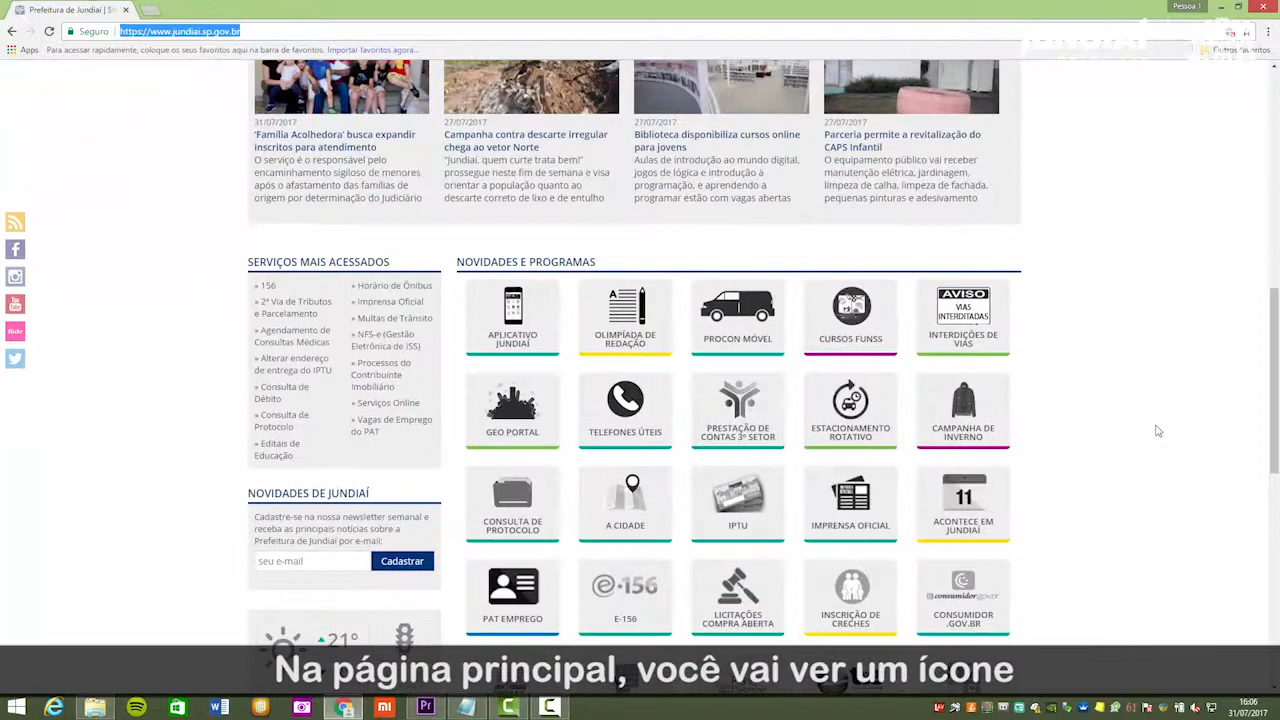 Prefeitura de Jundiaí | Sit
Pessoa 1
Seguro
https://www.jundiai.sp.gov.br
JUNDIAÍ
Apps
Para acessar rapidamente, coloque os seus favoritos aqui na barra de favoritos.
Importar favoritos agora...
Outros favoritos
31/07/2017
'Família Acolhedora' busca expandir
inscritos para atendimento
O serviço é o responsável pelo
encaminhamento sigiloso de menores
após o afastamento das famílias de
origem por determinação do Judiciário
27/07/2017
Campanha contra descarte irregular
chega ao vetor Norte
"Jundiaí, quem curte trata bem!"
prossegue neste fim de semana e visa
orientar a população quanto ao
descarte correto de lixo e de entulho
27/07/2017
Biblioteca disponibiliza cursos online
para jovens
Aulas de introdução ao mundo digital,
jogos de lógica e introdução à
programação, e aprendendo a
programar estão com vagas abertas
27/07/2017
Parceria permite a revitalização do
CAPS Infantil
O equipamento público vai receber
manutenção elétrica, jardinagem,
limpeza de calha, limpeza de fachada,
pequenas pinturas e adesivamento
You
Tube
flickr
SERVIÇOS MAIS ACESSADOS
» 156
» 2ª Via de Tributos
e Parcelamento
» Agendamento de
Consultas Médicas
» Alterar endereço
de entrega do IPTU
» Consulta de
Débito
» Consulta de
Protocolo
» Editais de
Educação
» Horário de Ônibus
» Imprensa Oficial
» Multas de Trânsito
» NFS-e (Gestão
Eletrônica de ISS)
» Processos do
Contribuinte
Imobiliário
» Serviços Online
» Vagas de Emprego
do PAT
NOVIDADES DE JUNDIAÍ
Cadastre-se na nossa newsletter semanal e
receba as principais notícias sobre a
Prefeitura de Jundiaí por e-mail:
seu e-mail
Cadastrar
21°
NOVIDADES E PROGRAMAS
APLICATIVO
JUNDIAÍ
OLIMPÍADA DE
REDAÇÃO
PROCON MÓVEL
CURSOS FUNSS
AVISO
VIAS
INTERDITADAS
INTERDIÇÕES DE
VIAS
GEO PORTAL
TELEFONES ÚTEIS
PRESTAÇÃO DE
CONTAS 3º SETOR
ESTACIONAMENTO
ROTATIVO
CAMPANHA DE
INVERNO
CONSULTA DE
PROTOCOLO
A CIDADE
IPTU
IMPRENSA OFICIAL
11
ACONTECE EM
JUNDIAÍ
PAT EMPREGO
e-156
E-156
LICITAÇÕES
COMPRA ABERTA
INSCRIÇÃO DE
CRECHES
consumidor.gov.br
CONSUMIDOR
.GOV.BR
Na página principal, você vai ver um ícone
16:06
31/07/2017